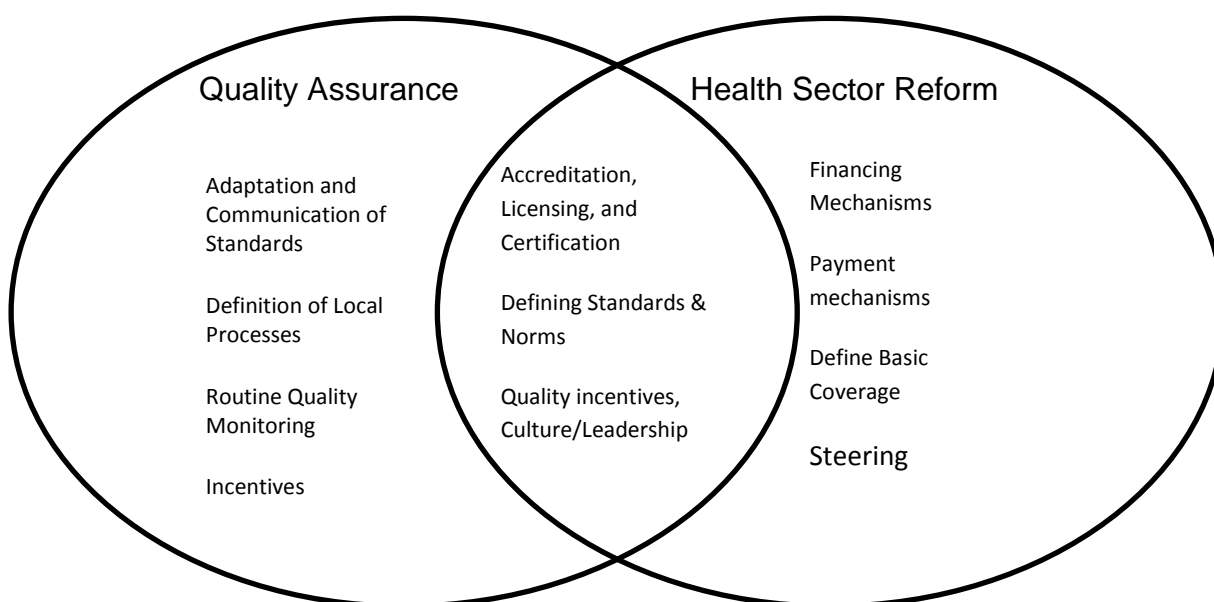 Quality Assurance
Adaptation and
Communication of
Standards
Definition of Local
Processes
Routine Quality
Monitoring
Incentives
Accreditation,
Licensing, and
Certification
Defining Standards &
Norms
Quality incentives,
Culture/Leadership
Health Sector Reform
Financing
Mechanisms
Payment
mechanisms
Define Basic
Coverage
Steering